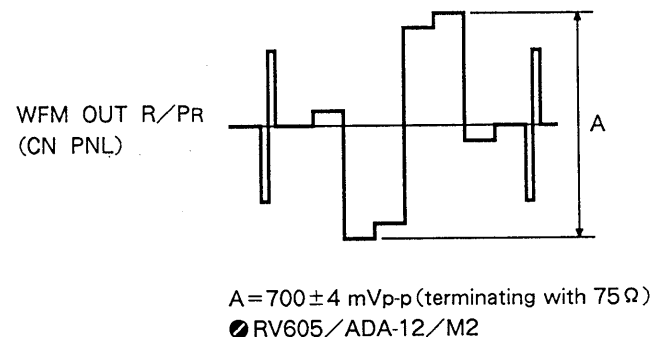 WFM OUT R/PR
(CN PNL)
A
A=700±4 mVp-p (terminating with 75Ω)
RV605/ADA-12/M2